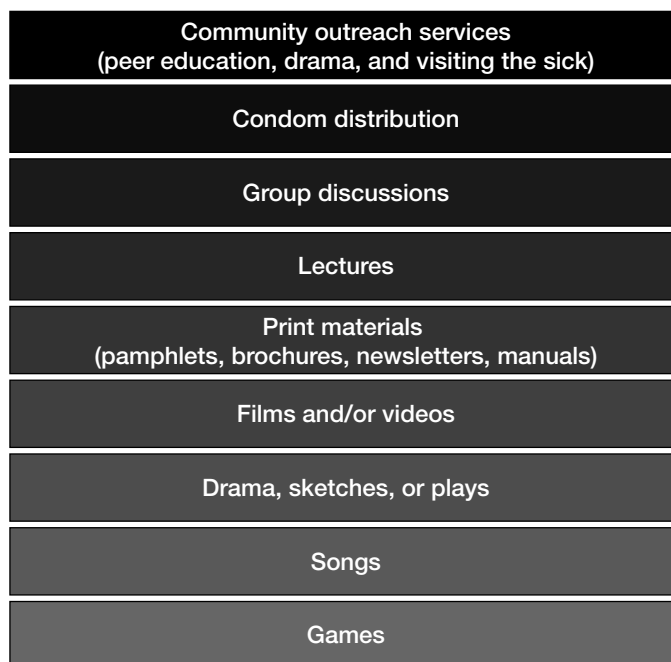 Community outreach services
(peer education, drama, and visiting the sick)
Condom distribution
Group discussions
Lectures
Print materials
(pamphlets, brochures, newsletters, manuals)
Films and/or videos
Drama, sketches, or plays
Songs
Games